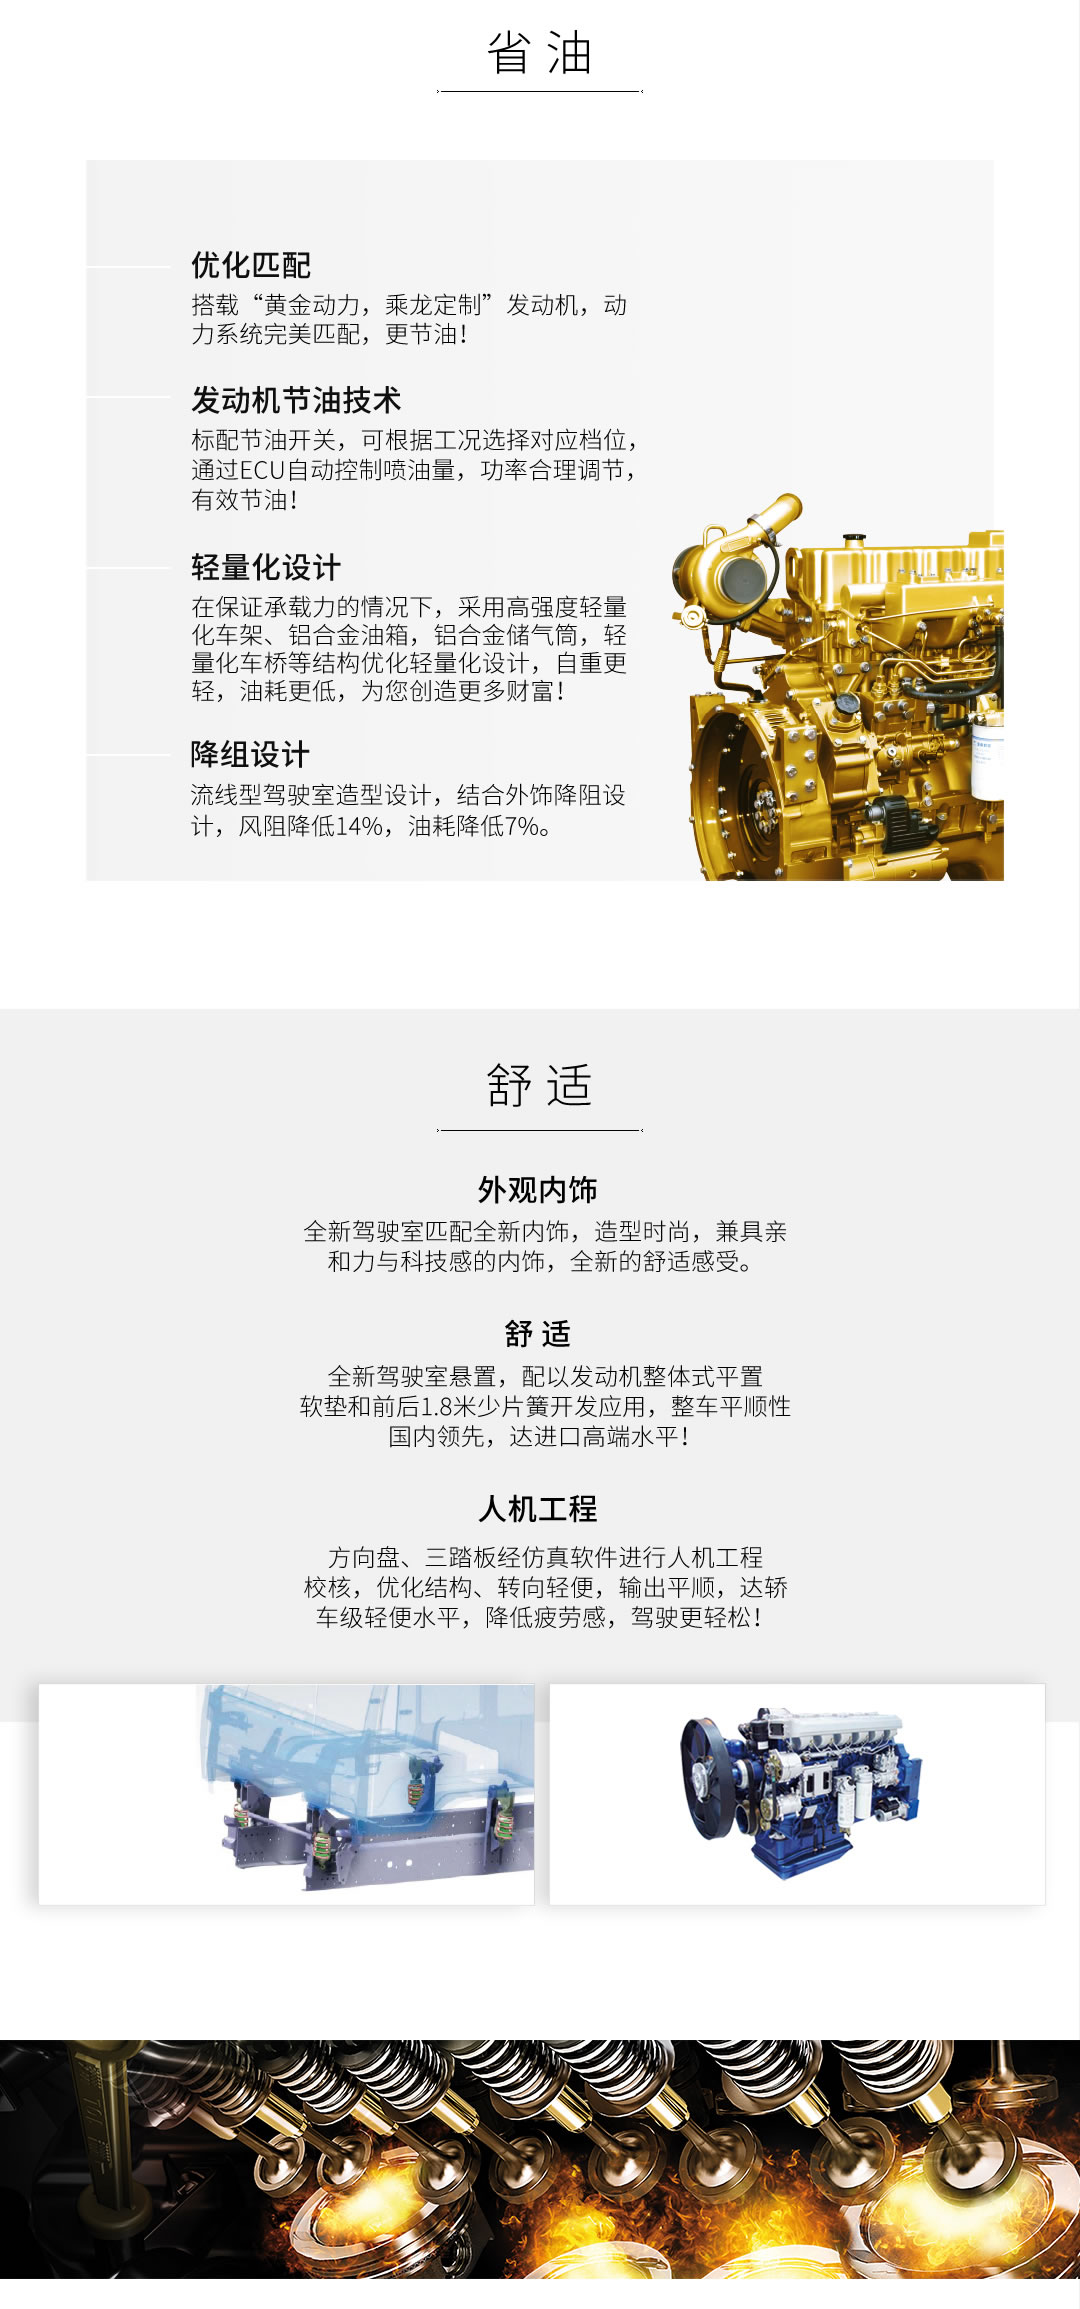 省 油
优化匹配
搭载“黄金动力，乘龙定制”发动机，动
力系统完美匹配，更节油！
发动机节油技术
标配节油开关，可根据工况选择对应档位，
通过ECU自动控制喷油量，功率合理调节，
有效节油！
轻量化设计
在保证承载力的情况下，采用高强度轻量
化车架、铝合金油箱，铝合金储气筒，轻
量化车桥等结构优化轻量化设计，自重更
轻，油耗更低，为您创造更多财富！
降组设计
流线型驾驶室造型设计，结合外饰降阻设
计，风阻降低14%，油耗降低7%。
舒 适
外观内饰
全新驾驶室匹配全新内饰，造型时尚，兼具亲
和力与科技感的内饰，全新的舒适感受。
舒 适
全新驾驶室悬置，配以发动机整体式平置
软垫和前后1.8米少片簧开发应用，整车平顺性
国内领先，达进口高端水平！
人机工程
方向盘、三踏板经仿真软件进行人机工程
校核，优化结构、转向轻便，输出平顺，达轿
车级轻便水平，降低疲劳感，驾驶更轻松！